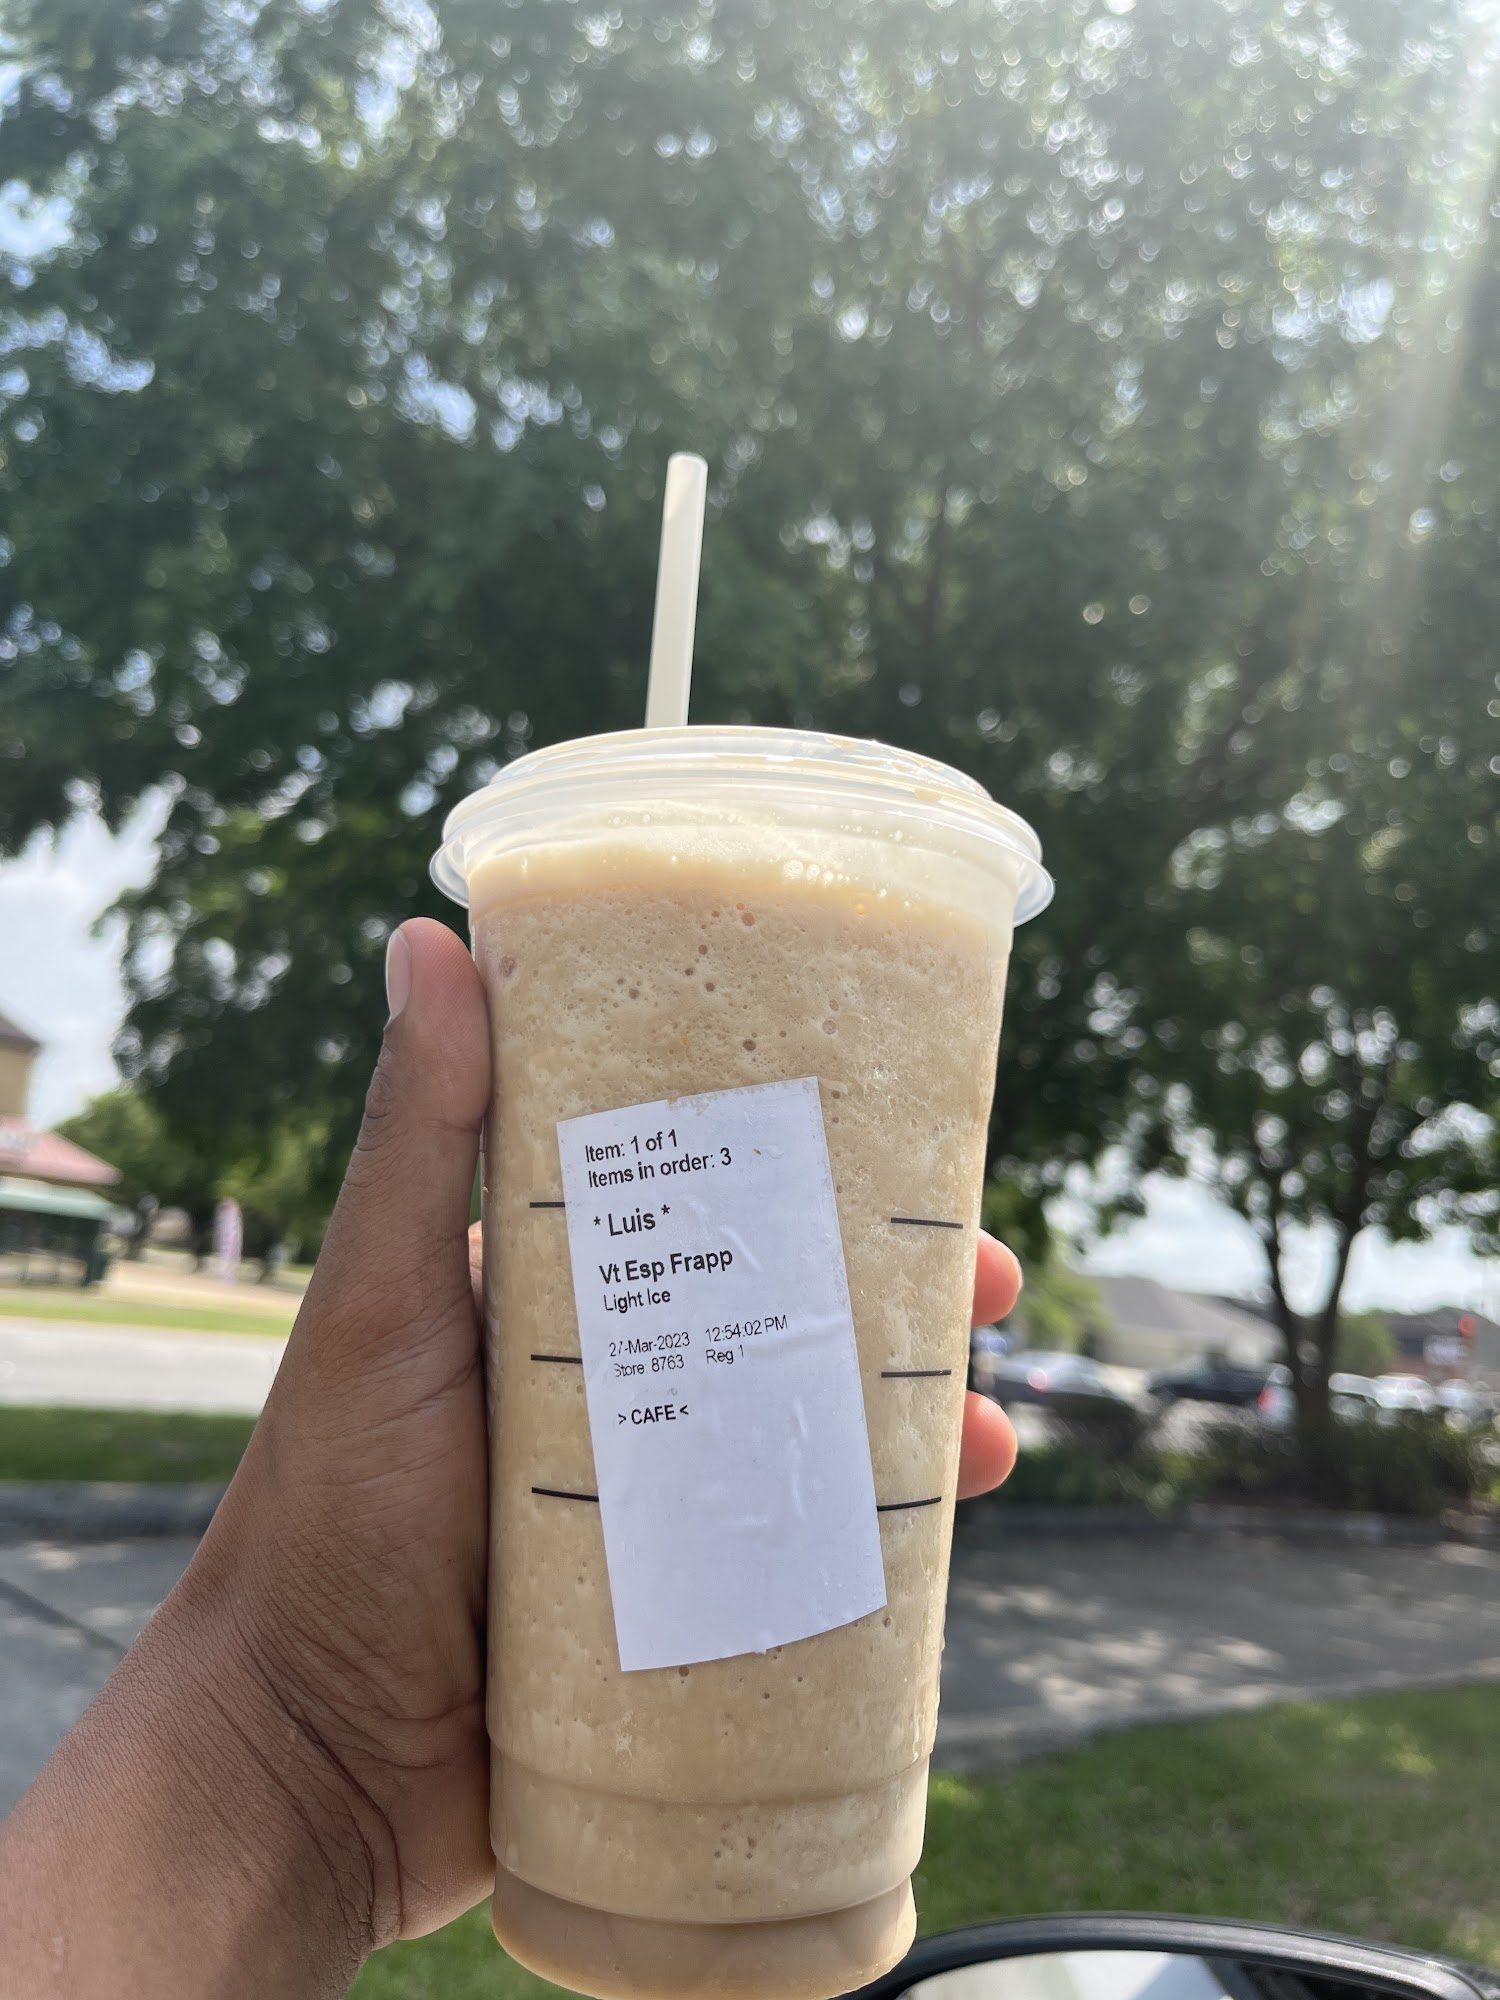 Item: 1 of 1
Items in order: 3
* Luis *
Vt Esp Frapp
Light Ice
27-Mar-2023 12:54:02 PM
Store 8763 Reg 1
> CAFE <